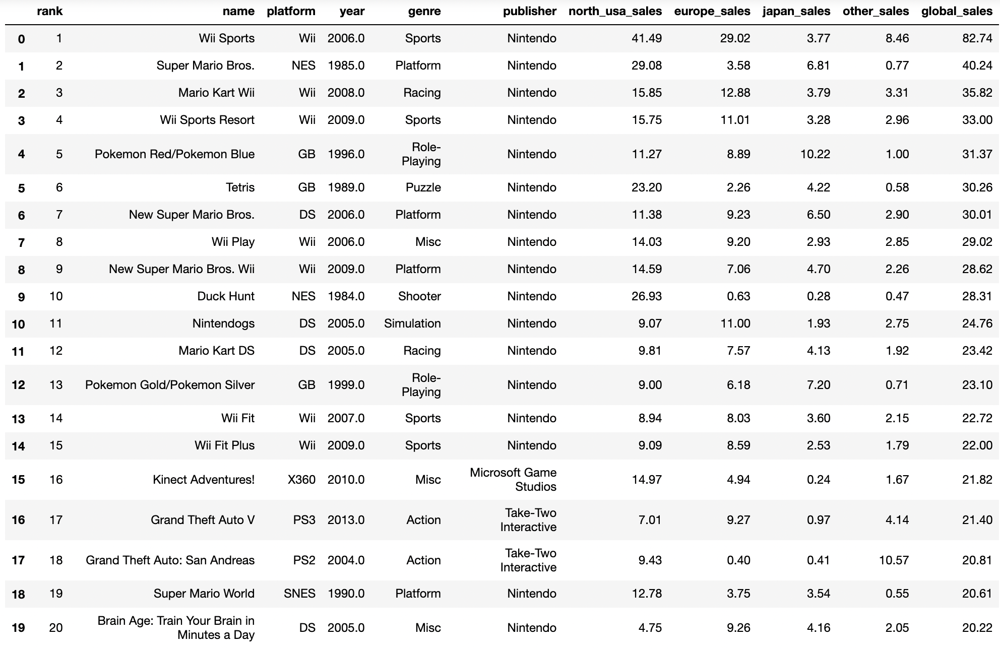 rank name platform year genre publisher north_usa_sales europe_sales japan_sales other_sales global_sales
0 1 Wii Sports Wii 2006.0 Sports Nintendo 41.49 29.02 3.77 8.46 82.74
1 2 Super Mario Bros. NES 1985.0 Platform Nintendo 29.08 3.58 6.81 0.77 40.24
2 3 Mario Kart Wii Wii 2008.0 Racing Nintendo 15.85 12.88 3.79 3.31 35.82
3 4 Wii Sports Resort Wii 2009.0 Sports Nintendo 15.75 11.01 3.28 2.96 33.00
4 5 Pokemon Red/Pokemon Blue GB 1996.0 Role-
Playing Nintendo 11.27 8.89 10.22 1.00 31.37
5 6 Tetris GB 1989.0 Puzzle Nintendo 23.20 2.26 4.22 0.58 30.26
6 7 New Super Mario Bros. DS 2006.0 Platform Nintendo 11.38 9.23 6.50 2.90 30.01
7 8 Wii Play Wii 2006.0 Misc Nintendo 14.03 9.20 2.93 2.85 29.02
8 9 New Super Mario Bros. Wii Wii 2009.0 Platform Nintendo 14.59 7.06 4.70 2.26 28.62
9 10 Duck Hunt NES 1984.0 Shooter Nintendo 26.93 0.63 0.28 0.47 28.31
10 11 Nintendogs DS 2005.0 Simulation Nintendo 9.07 11.00 1.93 2.75 24.76
11 12 Mario Kart DS DS 2005.0 Racing Nintendo 9.81 7.57 4.13 1.92 23.42
12 13 Pokemon Gold/Pokemon Silver GB 1999.0 Role-
Playing Nintendo 9.00 6.18 7.20 0.71 23.10
13 14 Wii Fit Wii 2007.0 Sports Nintendo 8.94 8.03 3.60 2.15 22.72
14 15 Wii Fit Plus Wii 2009.0 Sports Nintendo 9.09 8.59 2.53 1.79 22.00
15 16 Kinect Adventures! X360 2010.0 Misc Microsoft Game
Studios 14.97 4.94 0.24 1.67 21.82
16 17 Grand Theft Auto V PS3 2013.0 Action Take-Two
Interactive 7.01 9.27 0.97 4.14 21.40
17 18 Grand Theft Auto: San Andreas PS2 2004.0 Action Take-Two
Interactive 9.43 0.40 0.41 10.57 20.81
18 19 Super Mario World SNES 1990.0 Platform Nintendo 12.78 3.75 3.54 0.55 20.61
19 20 Brain Age: Train Your Brain in
Minutes a Day DS 2005.0 Misc Nintendo 4.75 9.26 4.16 2.05 20.22